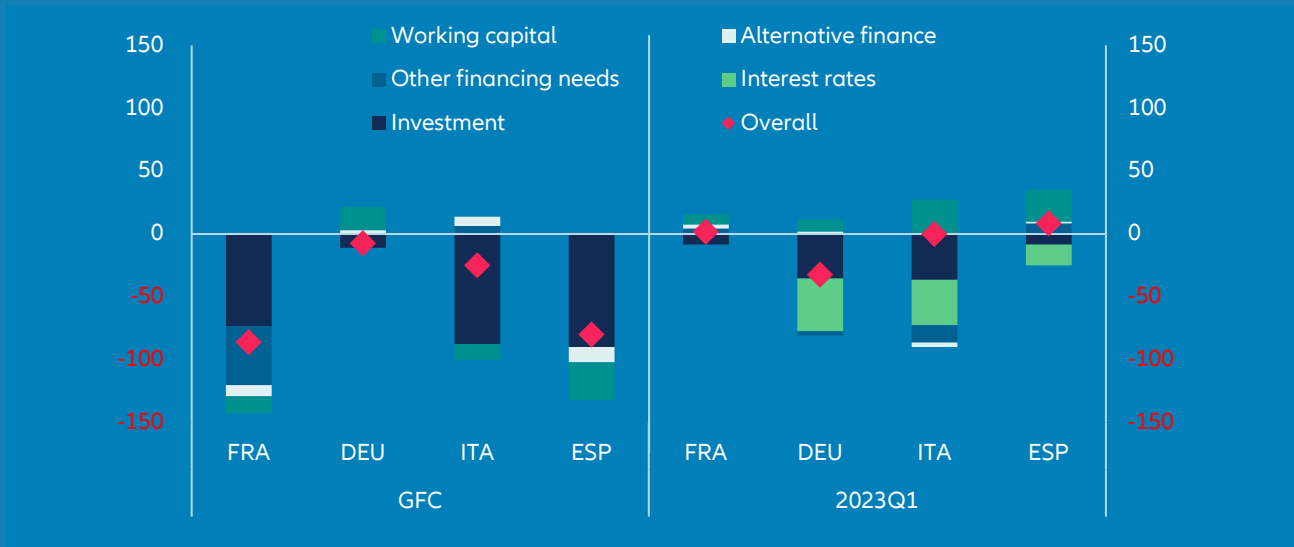 Working capital
Alternative finance
Other financing needs
Interest rates
Investment
Overall
150
100
50
0
-50
-100
-150
150
100
50
0
-50
-100
-150
FRA DEU ITA ESP FRA DEU ITA ESP
GFC 2023Q1